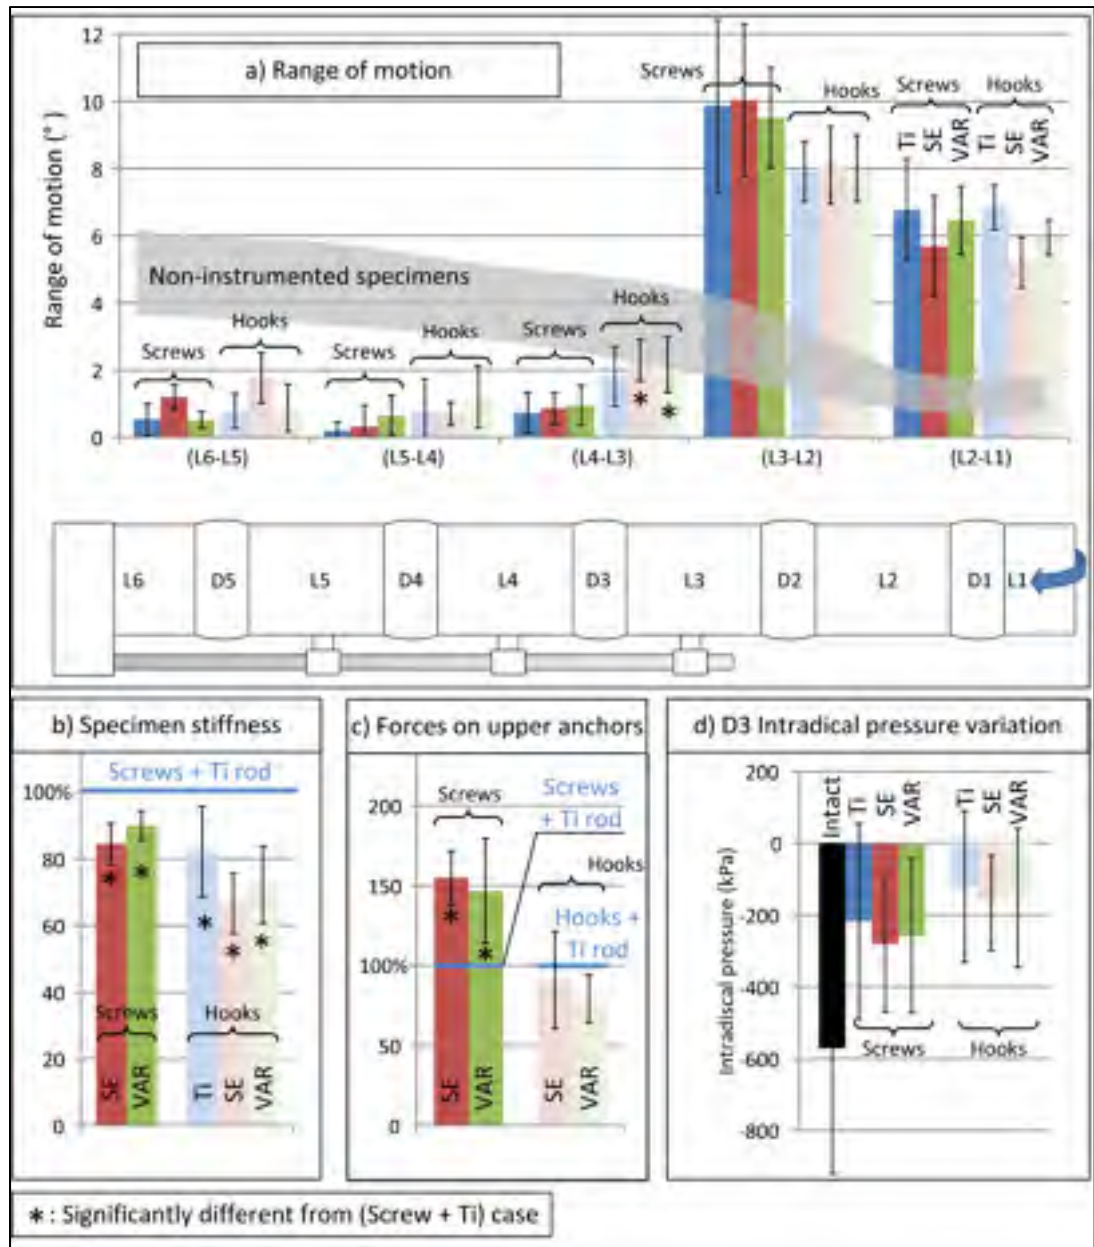 a) Range of motion
Range of motion (°)
12
10
8
6
4
2
0
Non-instrumented specimens
Screws
Hooks
Screws
Hooks
Screws
Hooks
Screws
Hooks
Screws
Hooks
Ti
SE
VAR
Ti
SE
VAR
(L6-L5)
(L5-L4)
(L4-L3)
(L3-L2)
(L2-L1)
* *
L6 D5 L5 D4 L4 D3 L3 D2 L2 D1 L1
b) Specimen stiffness
Screws + Ti rod
100%
80
60
40
20
0
* * * * *
Screws
Hooks
SE
VAR
Ti
SE
VAR
c) Forces on upper anchors
200
150
100%
50
0
Screws
Screws
+ Ti rod
Hooks
Hooks +
Ti rod
* *
SE
VAR
SE
VAR
d) D3 Intradical pressure variation
Intradiscal pressure (kPa)
200
0
-200
-400
-600
-800
Intact
Ti
SE
VAR
Ti
SE
VAR
Screws
Hooks
* : Significantly different from (Screw + Ti) case